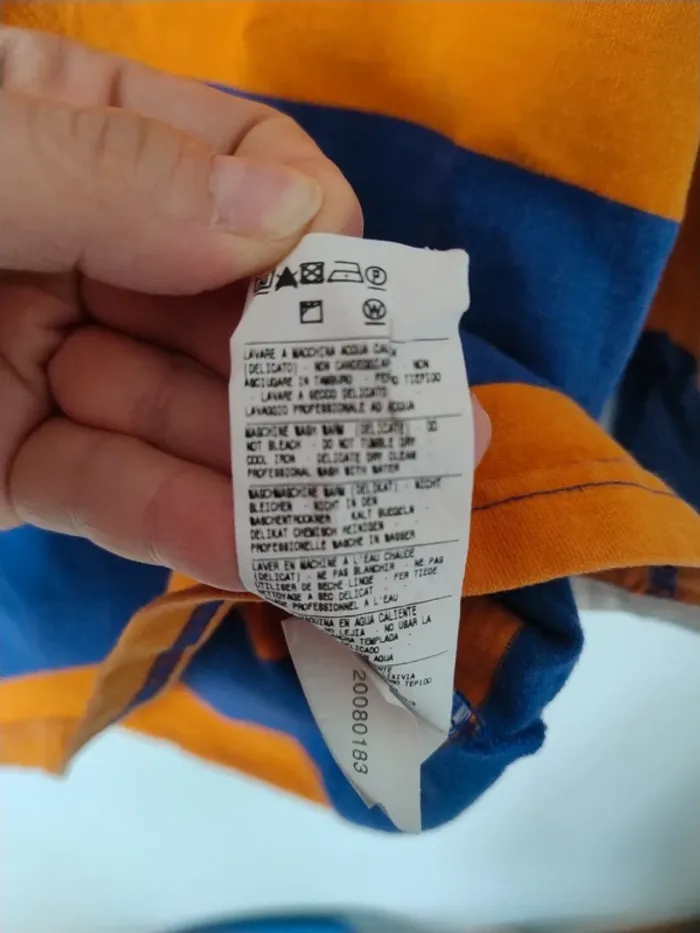 P
W
LAVARE A MACCHINA ACQUA CALDA
(DELICATO) · NON CANDEGGIARE · NON
ASCIUGARE IN TAMBURO · FERRO TIEPIDO
· LAVARE A SECCO DELICATO ·
LAVAGGIO PROFESSIONALE AD ACQUA
MASCHINE WASH WARM (DELICATE) · DO
NOT BLEACH · DO NOT TUMBLE DRY ·
COOL IRON · DELICATE DRY CLEAN ·
PROFESSIONAL WASH WITH WATER
WASCHMASCHINE WARM (DELIKAT) · NICHT
BLEICHEN · NICHT IN DEN
WASCHENTROCKNER · KALT BUEGELN ·
DELIKAT CHEMISCH REINIGEN ·
PROFESSIONELLE WASCHE IN WASSER
LAVER EN MACHINE A L'EAU CHAUDE
(DELICAT) · NE PAS BLANCHIR · NE PAS
UTILISER DE SECHE LINGE · FER TIEDE
NETTOYAGE A SEC DELICAT ·
PROFESSIONNEL A L'EAU
EN AGUA CALIENTE
LEJIA · NO USAR LA
TEMPLADA ·
AGUA
TEPIDO
20080183